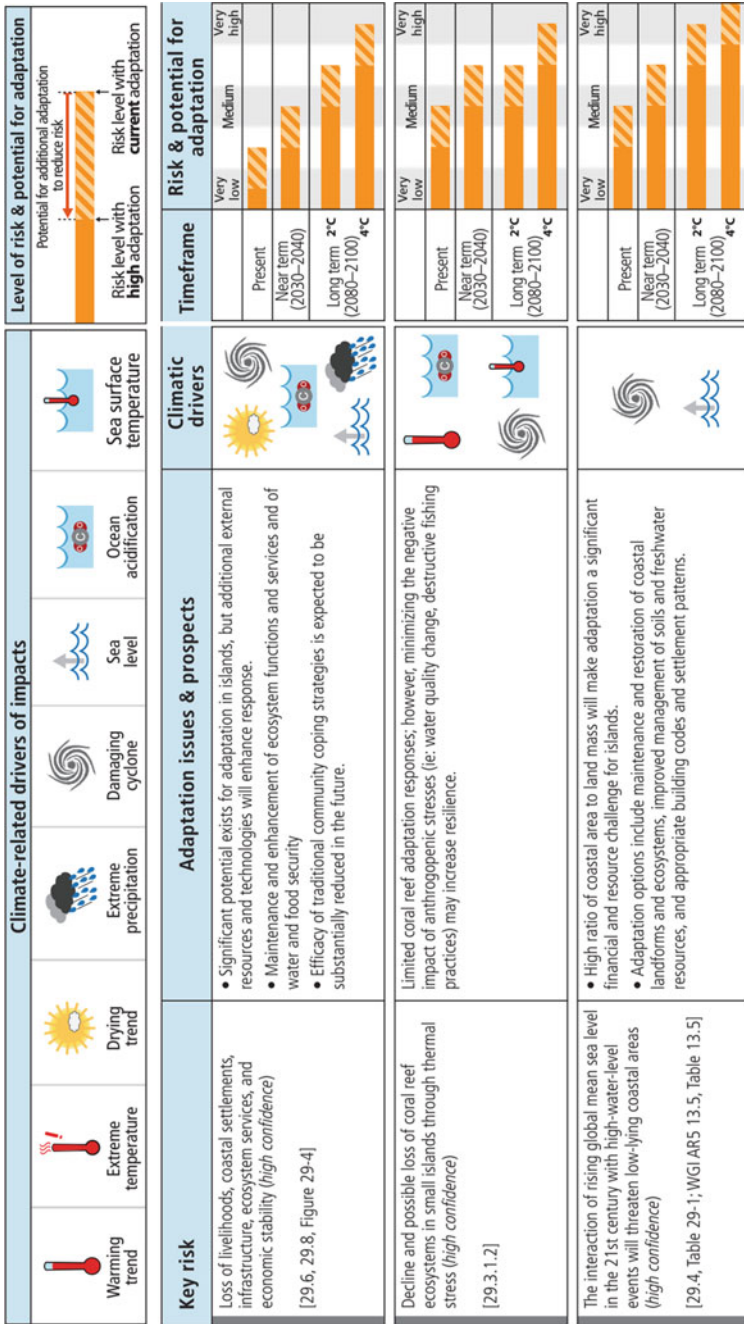 Climate-related drivers of impacts
Warming
trend
Extreme
temperature
Drying
trend
Extreme
precipitation
Damaging
cyclone
Sea
level
Ocean
acidification
Sea surface
temperature
Level of risk & potential for adaptation
Potential for additional adaptation
to reduce risk
Risk level with
high adaptation
Risk level with
current adaptation
Key risk
Adaptation issues & prospects
Climatic
drivers
Timeframe
Risk & potential for
adaptation
Loss of livelihoods, coastal settlements,
infrastructure, ecosystem services, and
economic stability (high confidence)
[29.6, 29.8, Figure 29-4]
• Significant potential exists for adaptation in islands, but additional external
resources and technologies will enhance response.
• Maintenance and enhancement of ecosystem functions and services and of
water and food security
• Efficacy of traditional community coping strategies is expected to be
substantially reduced in the future.
Present
Near term
(2030–2040)
Long term
(2080–2100)
2°C
4°C
Very
low
Medium
Very
high
Decline and possible loss of coral reef
ecosystems in small islands through thermal
stress (high confidence)
[29.3.1.2]
Limited coral reef adaptation responses; however, minimizing the negative
impact of anthropogenic stresses (ie: water quality change, destructive fishing
practices) may increase resilience.
Present
Near term
(2030–2040)
Long term
(2080–2100)
2°C
4°C
Very
low
Medium
Very
high
The interaction of rising global mean sea level
in the 21st century with high-water-level
events will threaten low-lying coastal areas
(high confidence)
[29.4, Table 29-1; WGI AR5 13.5, Table 13.5]
• High ratio of coastal area to land mass will make adaptation a significant
financial and resource challenge for islands.
• Adaptation options include maintenance and restoration of coastal
landforms and ecosystems, improved management of soils and freshwater
resources, and appropriate building codes and settlement patterns.
Present
Near term
(2030–2040)
Long term
(2080–2100)
2°C
4°C
Very
low
Medium
Very
high